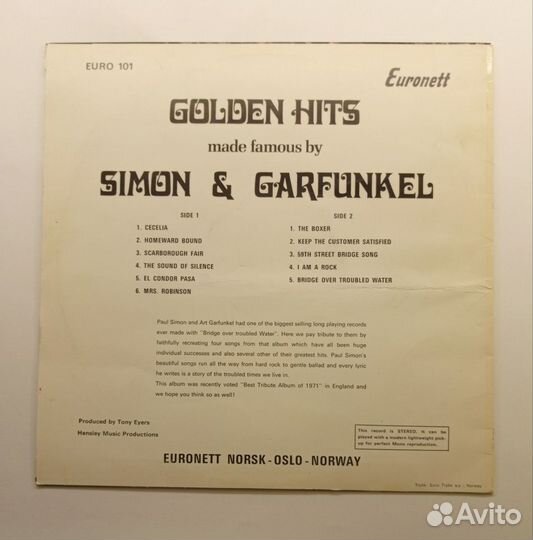 EURO 101
Euronett
GOLDEN HITS
made famous by
SIMON & GARFUNKEL
SIDE 1
1. CECELIA
2. HOMEWARD BOUND
3. SCARBOROUGH FAIR
4. THE SOUND OF SILENCE
5. EL CONDOR PASA
6. MRS. ROBINSON
SIDE 2
1. THE BOXER
2. KEEP THE CUSTOMER SATISFIED
3. 59TH STREET BRIDGE SONG
4. I AM A ROCK
5. BRIDGE OVER TROUBLED WATER
Paul Simon and Art Garfunkel had one of the biggest selling long playing records
ever made with "Bridge over troubled Water". Here we pay tribute to them by
faithfully recreating four songs from that album which have all been huge
individual successes and also several other of their greatest hits. Paul Simon's
beautiful songs run all the way from hard rock to gentle ballad and every lyric
he writes is a story of the troubled times we live in.
This album was recently voted "Best Tribute Album of 1971" in England and
we hope you think so as well!
Produced by Tony Eyers
Hensley Music Productions
This record is STEREO. It can be
played with a modern lightweight pick-
up for perfect Mono reproduction.
EURONETT NORSK - OSLO - NORWAY
Norway
Avito